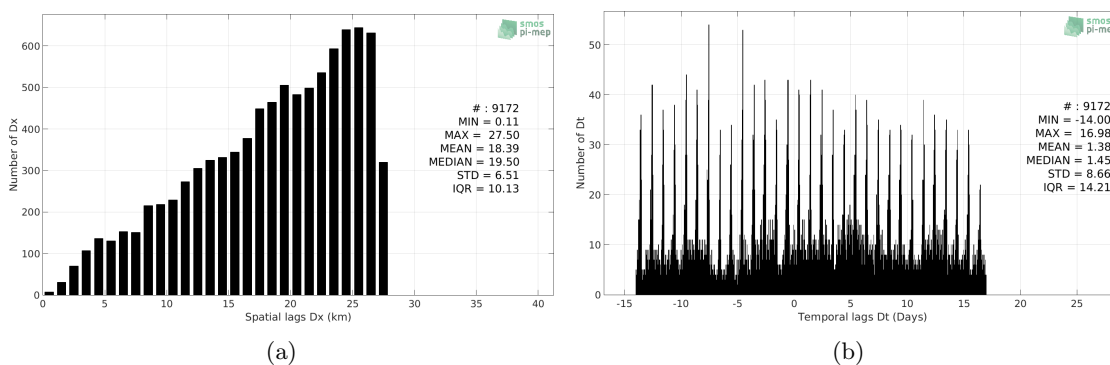 smos
pi-mep
Number of Dx
600
500
400
300
200
100
0
# : 9172
MIN = 0.11
MAX = 27.50
MEAN = 18.39
MEDIAN = 19.50
STD = 6.51
IQR = 10.13
0 5 10 15 20 25 30 35 40
Spatial lags Dx (km)
(a)
smos
pi-mep
Number of Dt
50
40
30
20
10
0
# : 9172
MIN = -14.00
MAX = 16.98
MEAN = 1.38
MEDIAN = 1.45
STD = 8.66
IQR = 14.21
-15 -10 -5 0 5 10 15 20 25
Temporal lags Dt (Days)
(b)